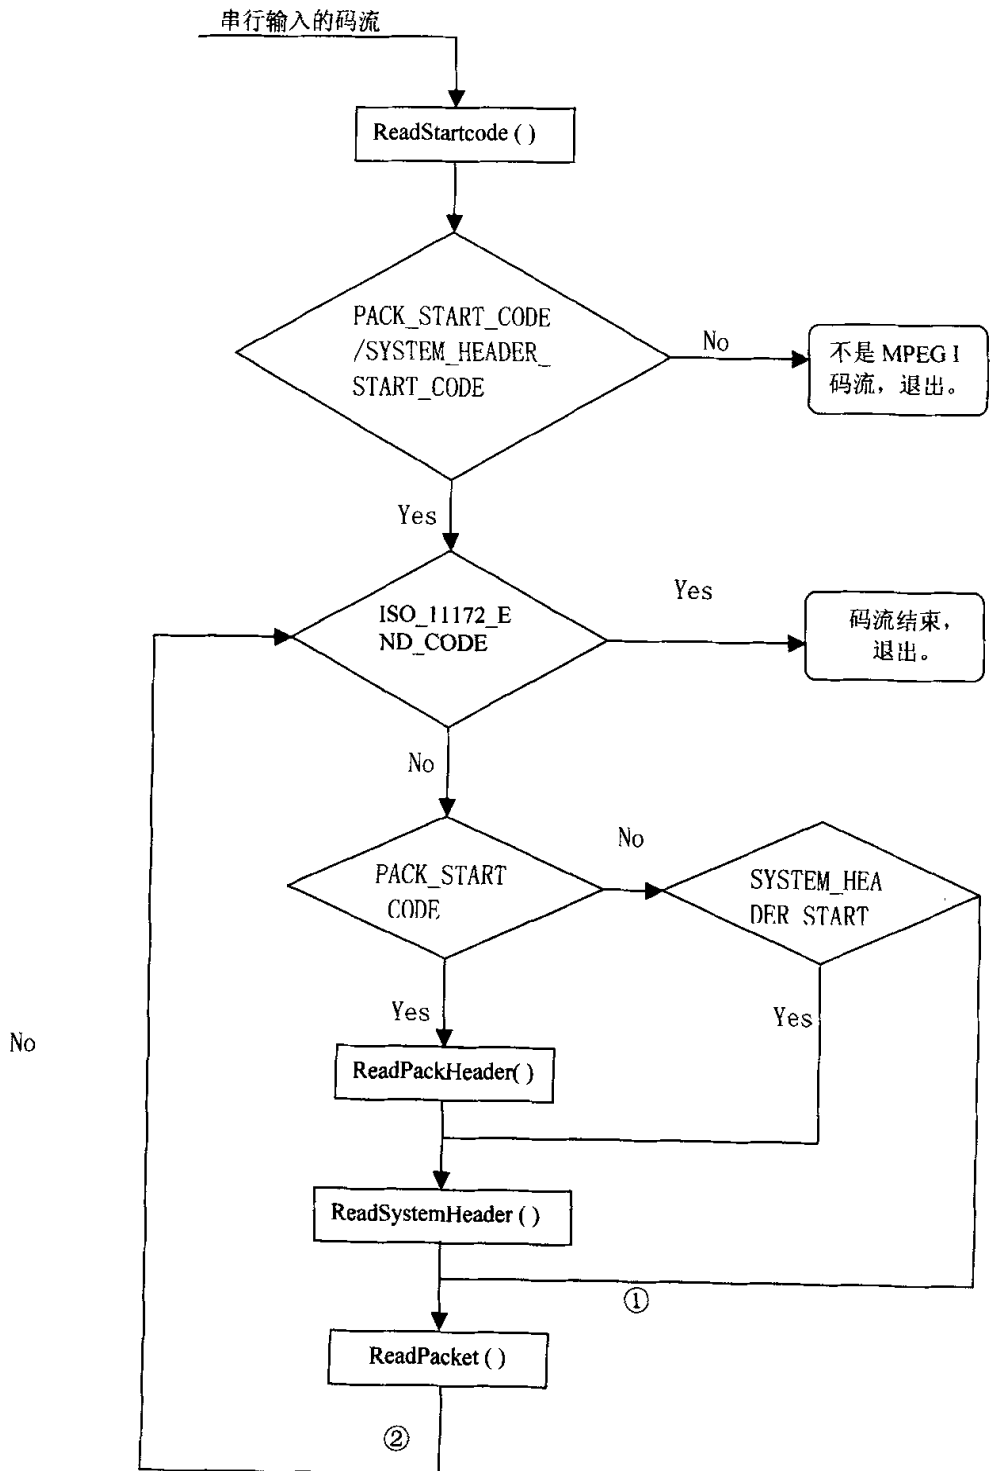 串行输入的码流
ReadStartcode ( )
PACK_START_CODE
/SYSTEM_HEADER_
START_CODE
No
不是 MPEG I
码流，退出。
Yes
ISO_11172_E
ND_CODE
Yes
码流结束，
退出。
No
PACK_START
CODE
No
SYSTEM_HEA
DER START
Yes
Yes
No
ReadPackHeader( )
ReadSystemHeader ( )
①
ReadPacket ( )
②